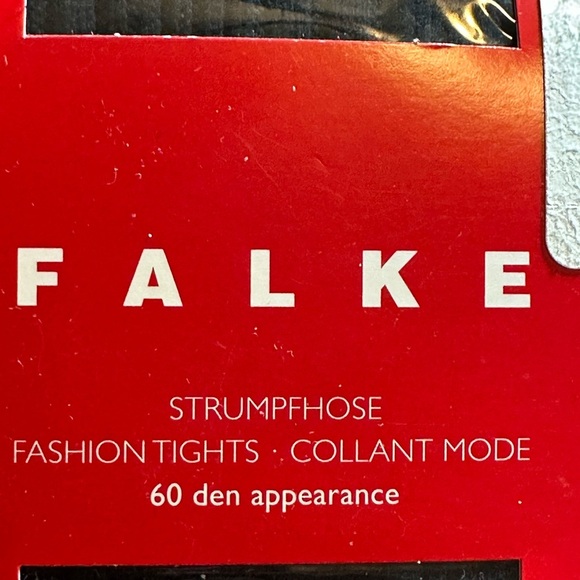 FALKE
STRUMPFHOSE
FASHION TIGHTS · COLLANT MODE
60 den appearance